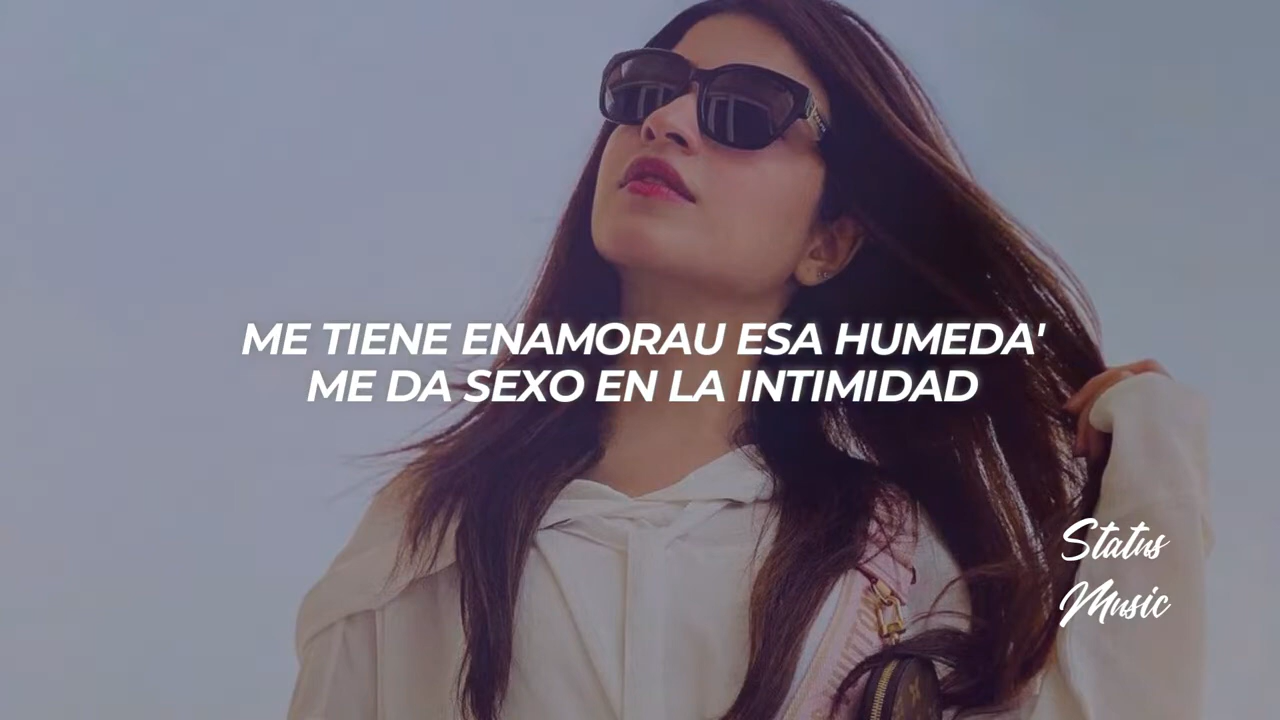 ME TIENE ENAMORAU ESA HUMEDA'
ME DA SEXO EN LA INTIMIDAD
Status
Music